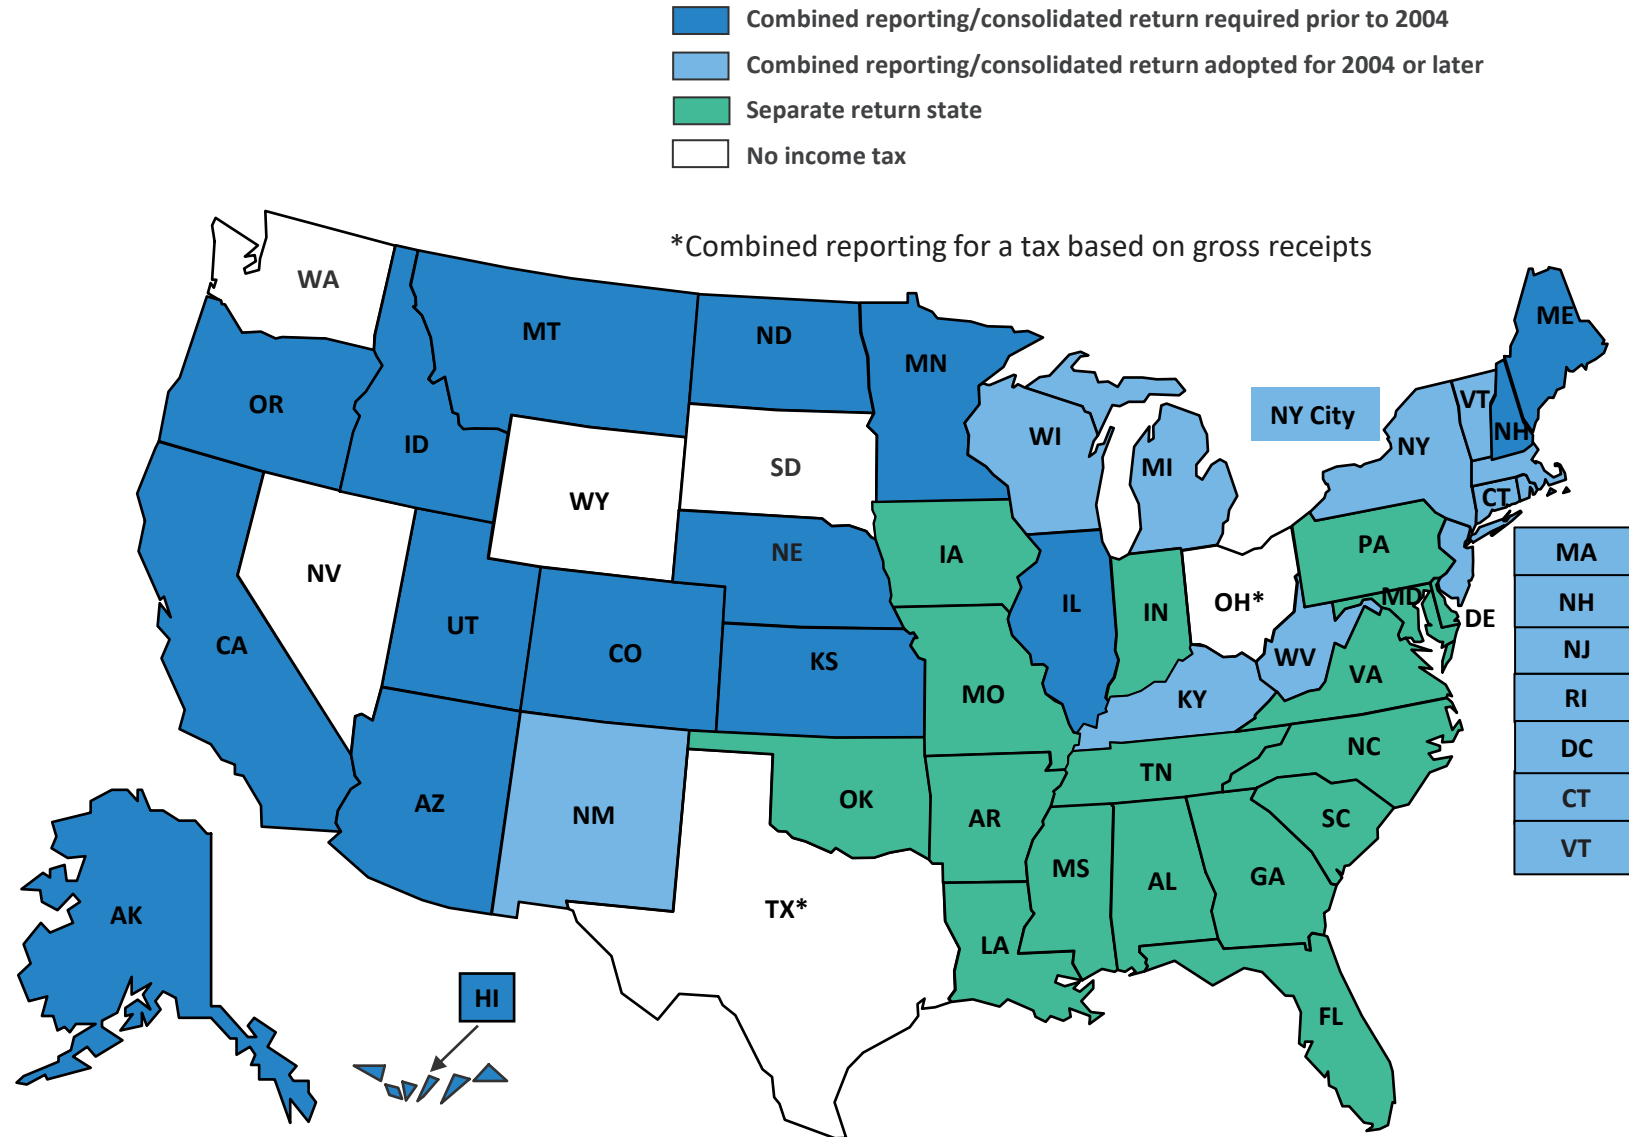 Combined reporting/consolidated return required prior to 2004
Combined reporting/consolidated return adopted for 2004 or later
Separate return state
No income tax
*Combined reporting for a tax based on gross receipts
WA
MT
ND
MN
ME
OR
ID
WY
SD
WI
MI
NY City
NY
VT
NH
CT
NV
UT
CA
CO
NE
KS
IA
IL
IN
OH*
PA
MD
DE
MO
KY
WV
VA
AZ
NM
OK
AR
TN
NC
SC
MS
AL
GA
TX*
LA
FL
AK
HI
MA
NH
NJ
RI
DC
CT
VT